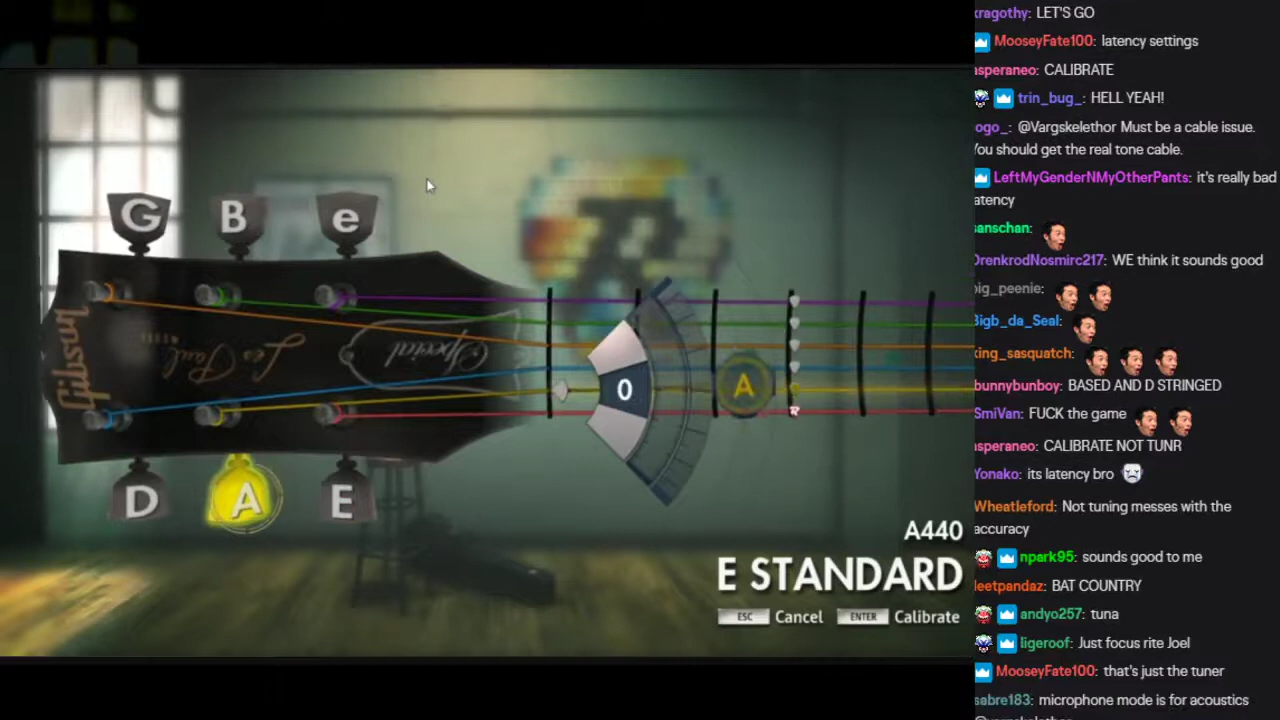 G B e
Gibson
Les Paul
MODEL
Special
0
A
D A E
A440
E STANDARD
ESC Cancel ENTER Calibrate
kragothy: LET'S GO
MooseyFate100: latency settings
asperaneo: CALIBRATE
trin_bug_: HELL YEAH!
ogo_: @Vargskelethor Must be a cable issue.
You should get the real tone cable.
LeftMyGenderNMyOtherPants: it's really bad
latency
sanschan:
DrenkrodNosmirc217: WE think it sounds good
big_peenie:
Bigb_da_Seal:
king_sasquatch:
bunnybunboy: BASED AND D STRINGED
SmiVan: FUCK the game
asperaneo: CALIBRATE NOT TUNR
Yonako: its latency bro
Wheatleford: Not tuning messes with the
accuracy
npark95: sounds good to me
leetpandaz: BAT COUNTRY
andyo257: tuna
ligeroof: Just focus rite Joel
MooseyFate100: that's just the tuner
sabre183: microphone mode is for acoustics
@vargskelethor